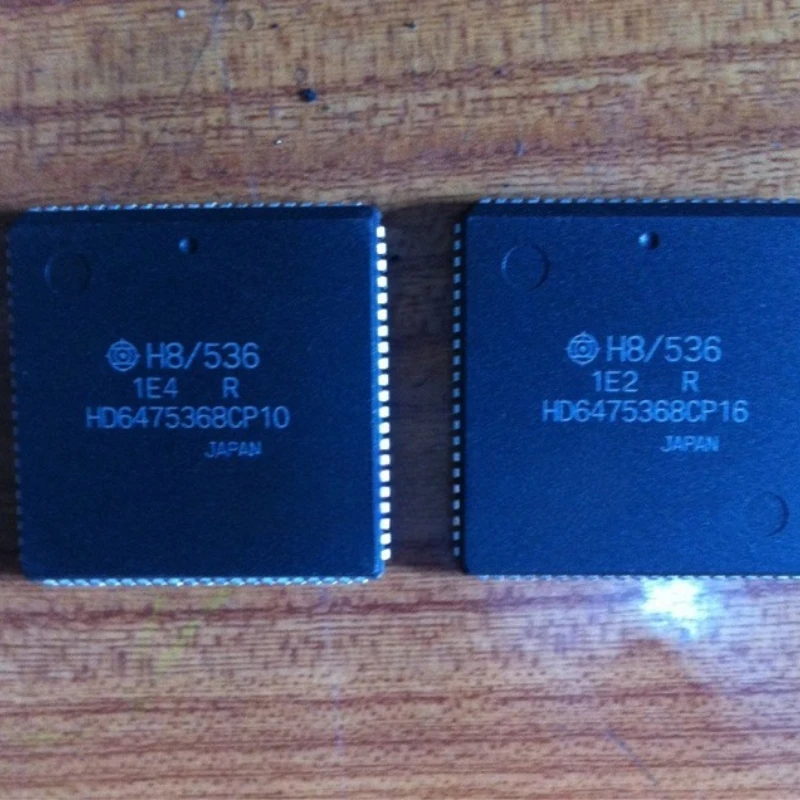 H8/536
1E4 R
HD6475368CP10
JAPAN
H8/536
1E2 R
HD6475368CP16
JAPAN